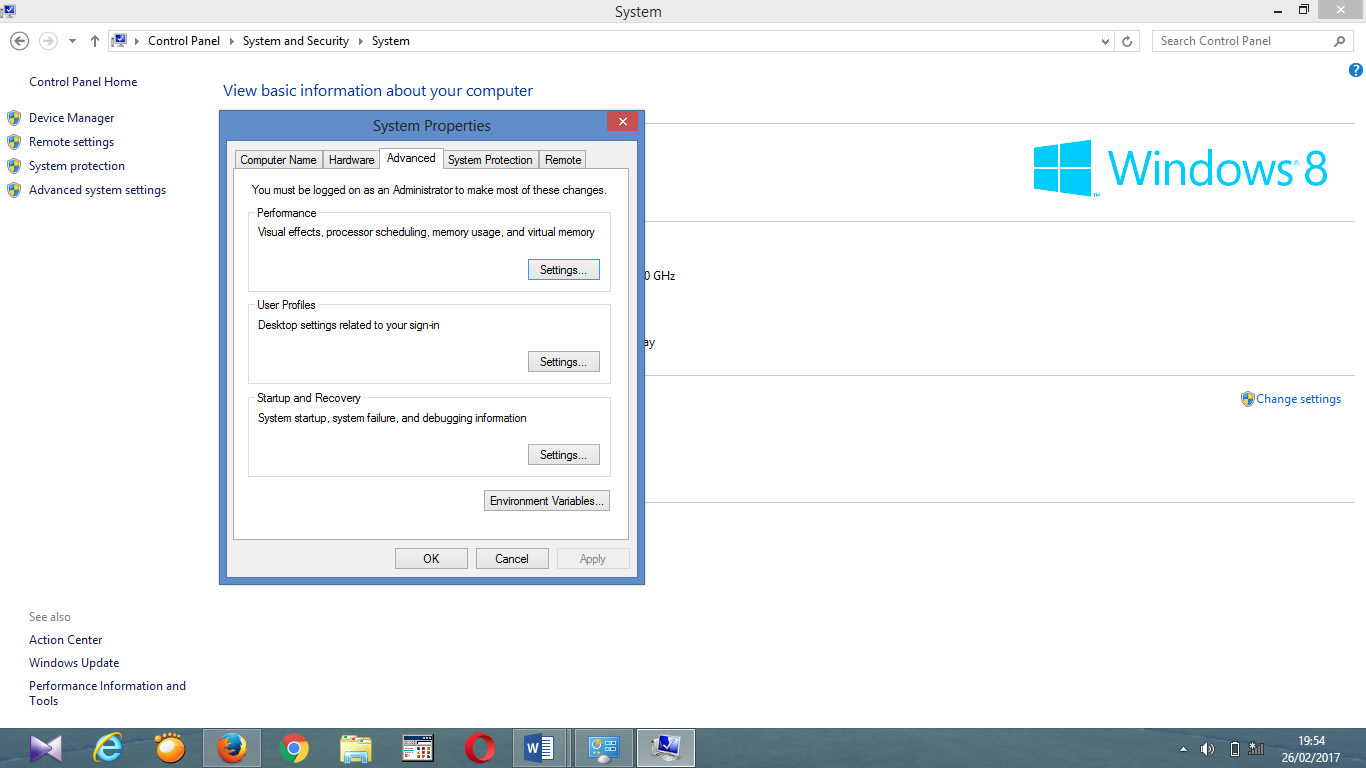 System
Control Panel System and Security System
Search Control Panel
Control Panel Home
Device Manager
Remote settings
System protection
Advanced system settings
See also
Action Center
Windows Update
Performance Information and
Tools
View basic information about your computer
System Properties
Computer Name Hardware Advanced System Protection Remote
You must be logged on as an Administrator to make most of these changes.
Performance
Visual effects, processor scheduling, memory usage, and virtual memory
Settings...
User Profiles
Desktop settings related to your sign-in
Settings...
Startup and Recovery
System startup, system failure, and debugging information
Settings...
Environment Variables...
OK Cancel Apply
Windows 8
0 GHz
ay
Change settings
19:54
26/02/2017